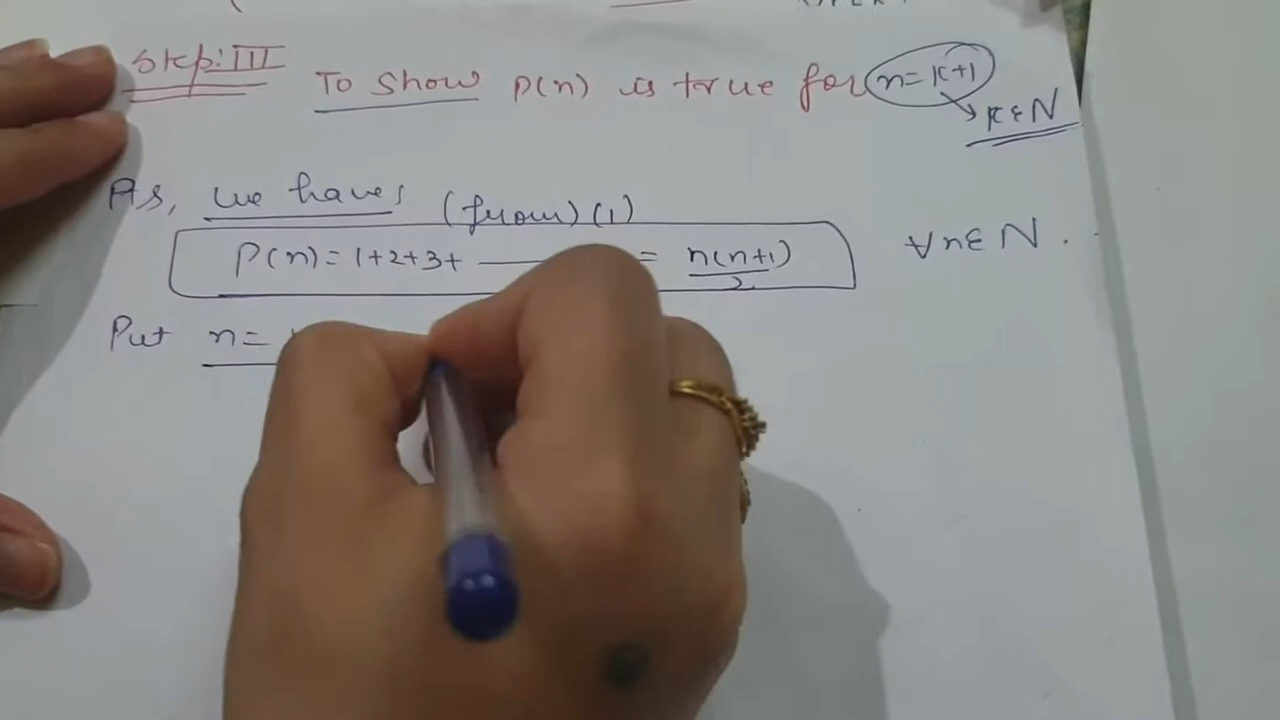 Step: III To show P(n) is true for n=k+1
k∈N
As, we have, (from) (1)
P(n)= 1+2+3+ ——— = n(n+1)/2 ∀n∈N.
Put n=